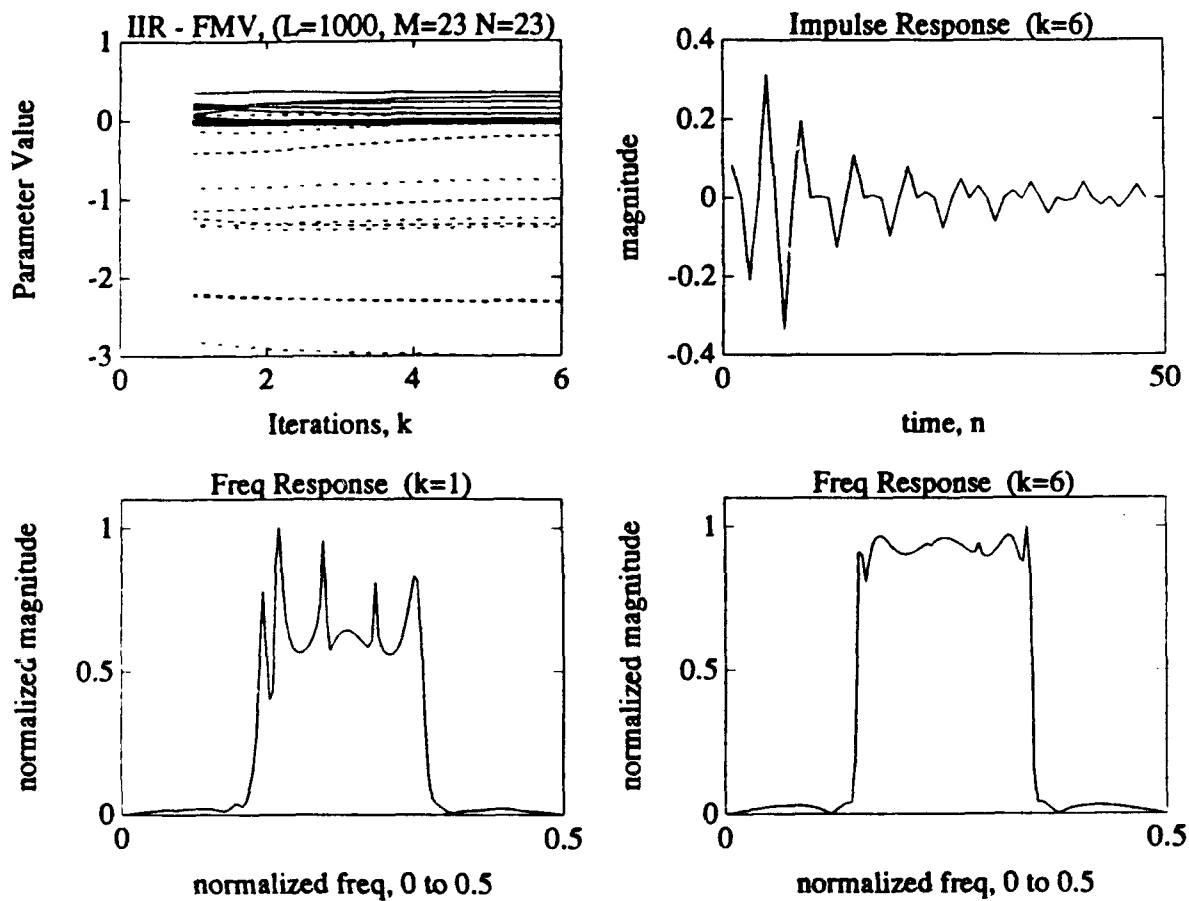 IIR - FMV, (L=1000, M=23 N=23)
1
0
-1
-2
-3
Parameter Value
0
2
4
6
Iterations, k
Impulse Response (k=6)
0.4
0.2
0
-0.2
-0.4
magnitude
0
50
time, n
Freq Response (k=1)
1
0.5
0
normalized magnitude
0
0.5
normalized freq, 0 to 0.5
Freq Response (k=6)
1
0.5
0
normalized magnitude
0
0.5
normalized freq, 0 to 0.5